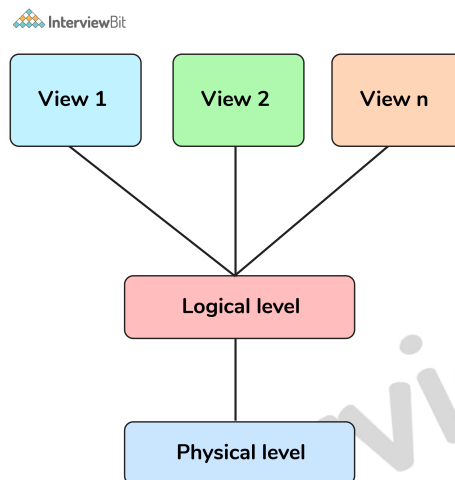 InterviewBit
View 1
View 2
View n
Logical level
Physical level